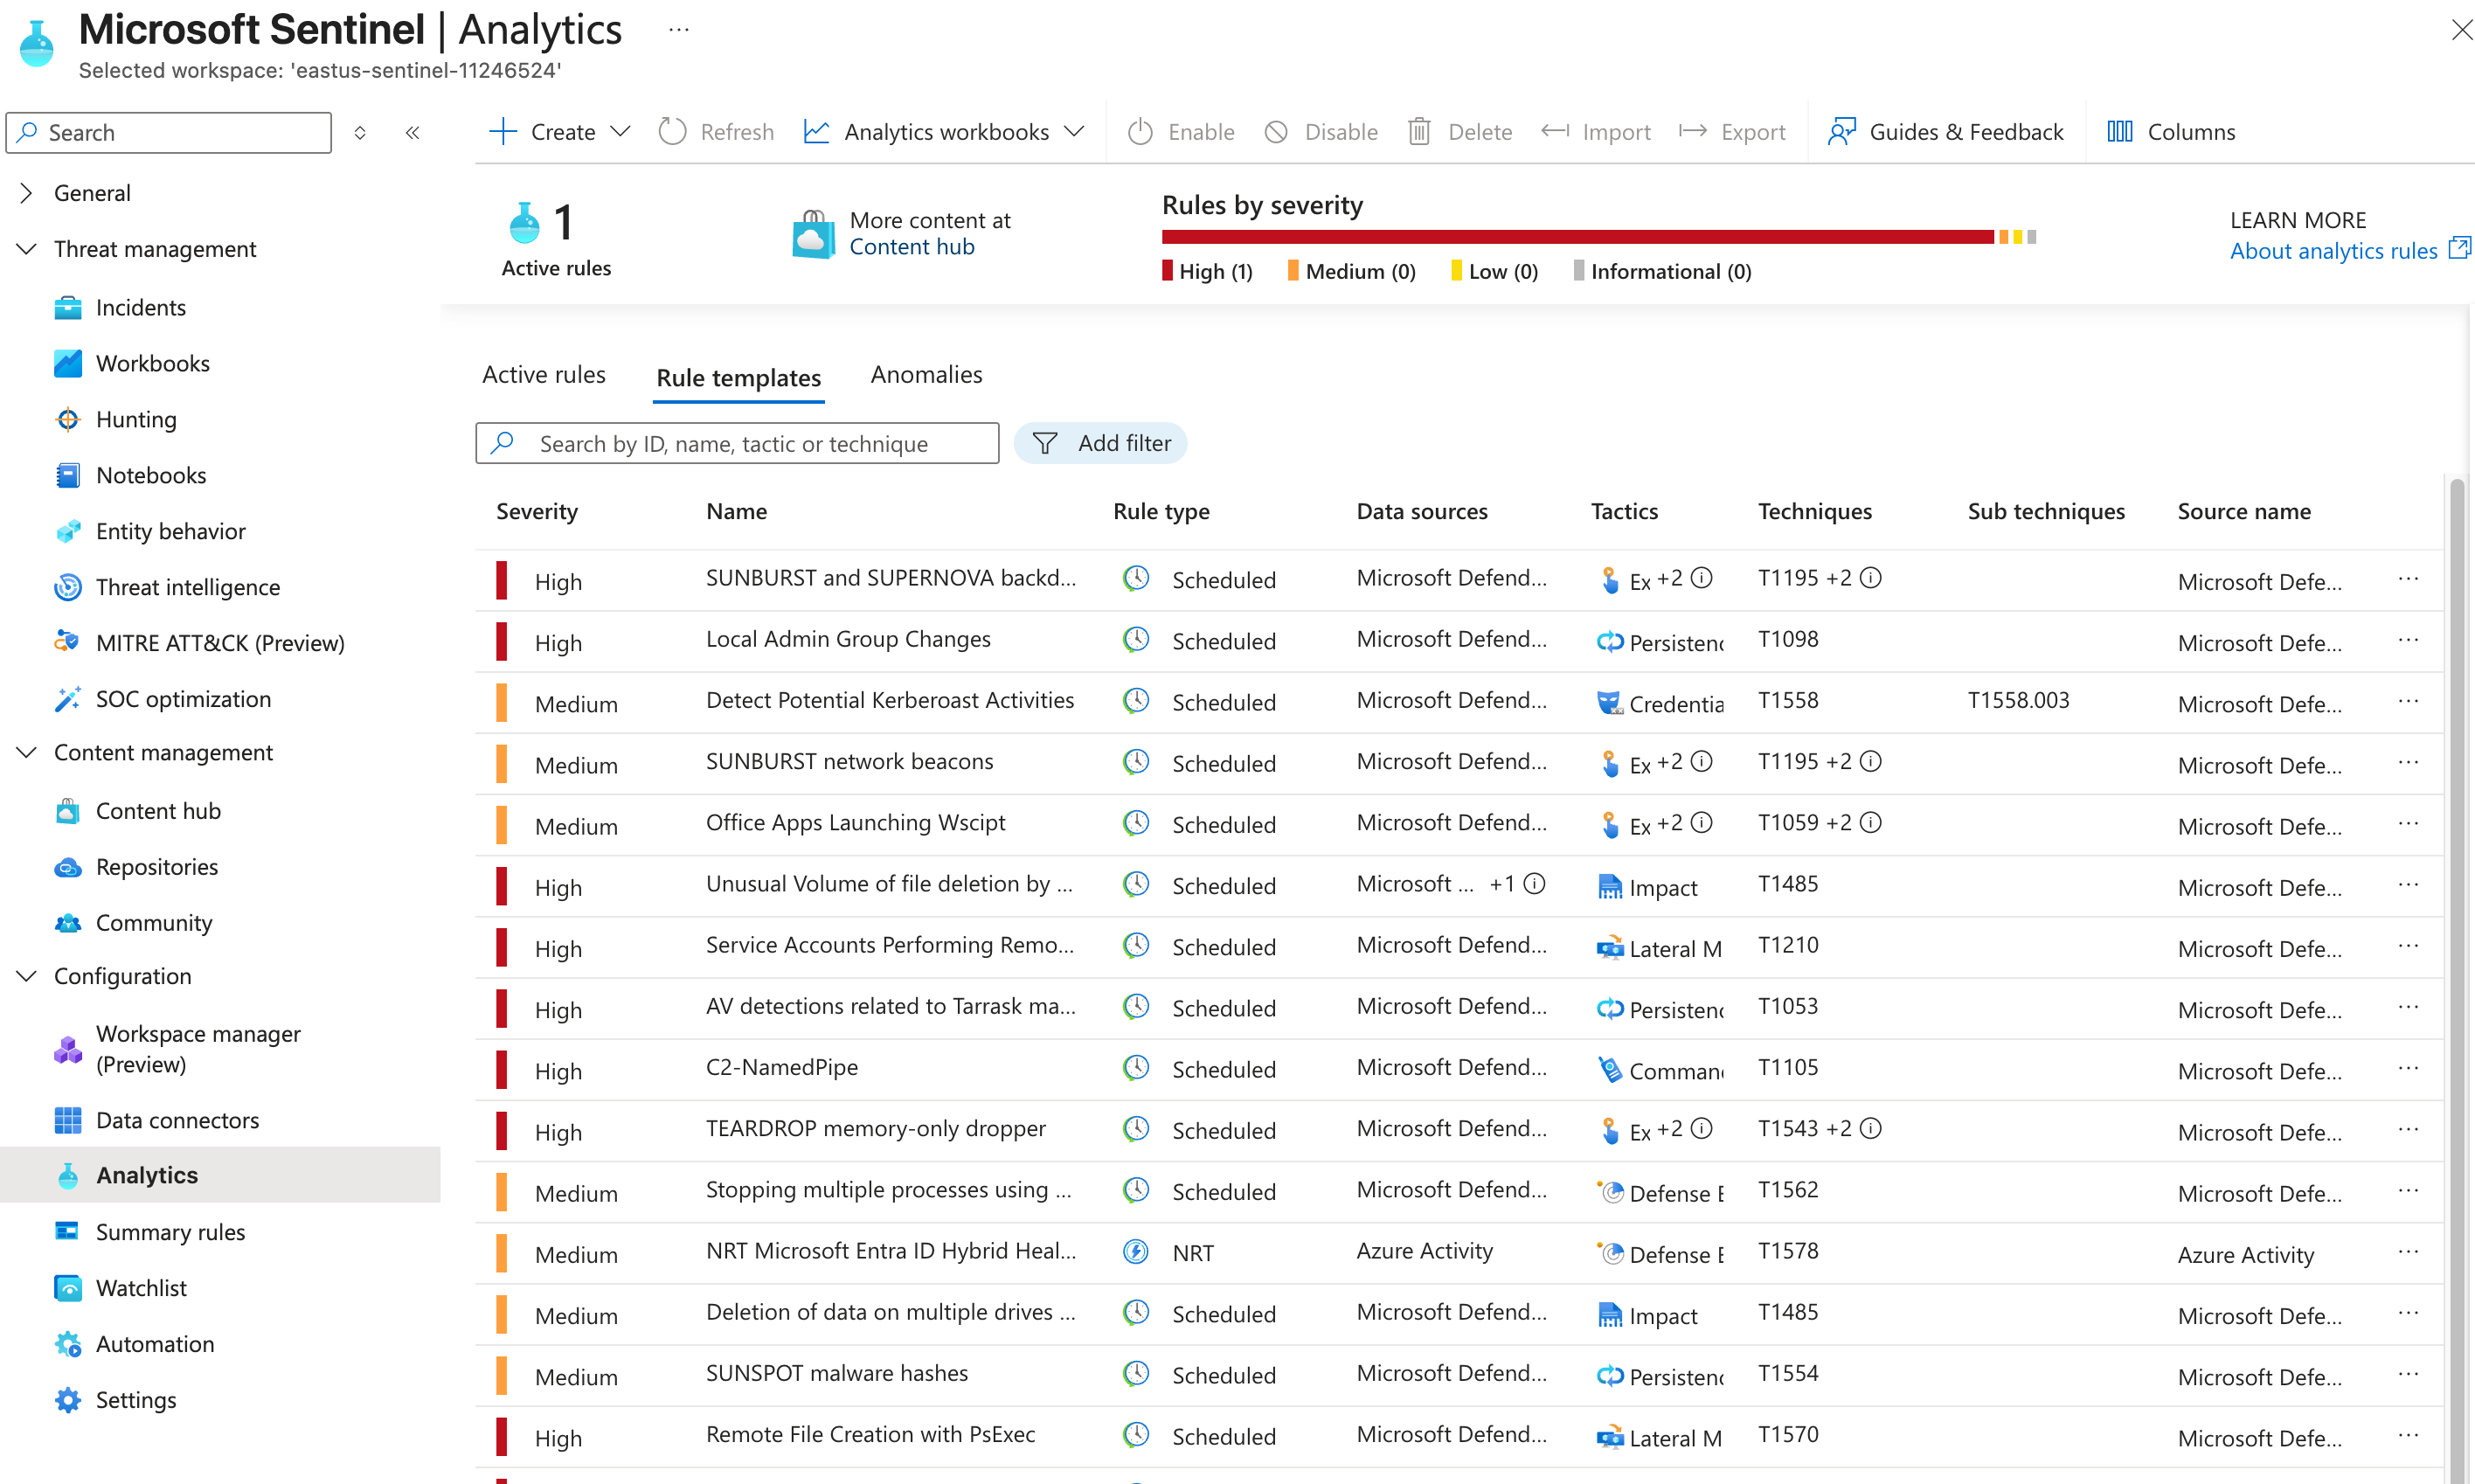 Microsoft Sentinel | Analytics ...
Selected workspace: 'eastus-sentinel-11246524'
Search
General
Threat management
Incidents
Workbooks
Hunting
Notebooks
Entity behavior
Threat intelligence
MITRE ATT&CK (Preview)
SOC optimization
Content management
Content hub
Repositories
Community
Configuration
Workspace manager
(Preview)
Data connectors
Analytics
Summary rules
Watchlist
Automation
Settings
Create Refresh Analytics workbooks Enable Disable Delete Import Export Guides & Feedback Columns
1
Active rules
More content at
Content hub
Rules by severity
High (1) Medium (0) Low (0) Informational (0)
LEARN MORE
About analytics rules
Active rules Rule templates Anomalies
Search by ID, name, tactic or technique Add filter
Severity Name Rule type Data sources Tactics Techniques Sub techniques Source name
High SUNBURST and SUPERNOVA backd... Scheduled Microsoft Defend... Ex +2 T1195 +2 Microsoft Defe... ...
High Local Admin Group Changes Scheduled Microsoft Defend... Persistenc T1098 Microsoft Defe... ...
Medium Detect Potential Kerberoast Activities Scheduled Microsoft Defend... Credentia T1558 T1558.003 Microsoft Defe... ...
Medium SUNBURST network beacons Scheduled Microsoft Defend... Ex +2 T1195 +2 Microsoft Defe... ...
Medium Office Apps Launching Wscipt Scheduled Microsoft Defend... Ex +2 T1059 +2 Microsoft Defe... ...
High Unusual Volume of file deletion by ... Scheduled Microsoft ... +1 Impact T1485 Microsoft Defe... ...
High Service Accounts Performing Remo... Scheduled Microsoft Defend... Lateral M T1210 Microsoft Defe... ...
High AV detections related to Tarrask ma... Scheduled Microsoft Defend... Persistenc T1053 Microsoft Defe... ...
High C2-NamedPipe Scheduled Microsoft Defend... Comman T1105 Microsoft Defe... ...
High TEARDROP memory-only dropper Scheduled Microsoft Defend... Ex +2 T1543 +2 Microsoft Defe... ...
Medium Stopping multiple processes using ... Scheduled Microsoft Defend... Defense E T1562 Microsoft Defe... ...
Medium NRT Microsoft Entra ID Hybrid Heal... NRT Azure Activity Defense E T1578 Azure Activity ...
Medium Deletion of data on multiple drives ... Scheduled Microsoft Defend... Impact T1485 Microsoft Defe... ...
Medium SUNSPOT malware hashes Scheduled Microsoft Defend... Persistenc T1554 Microsoft Defe... ...
High Remote File Creation with PsExec Scheduled Microsoft Defend... Lateral M T1570 Microsoft Defe... ...